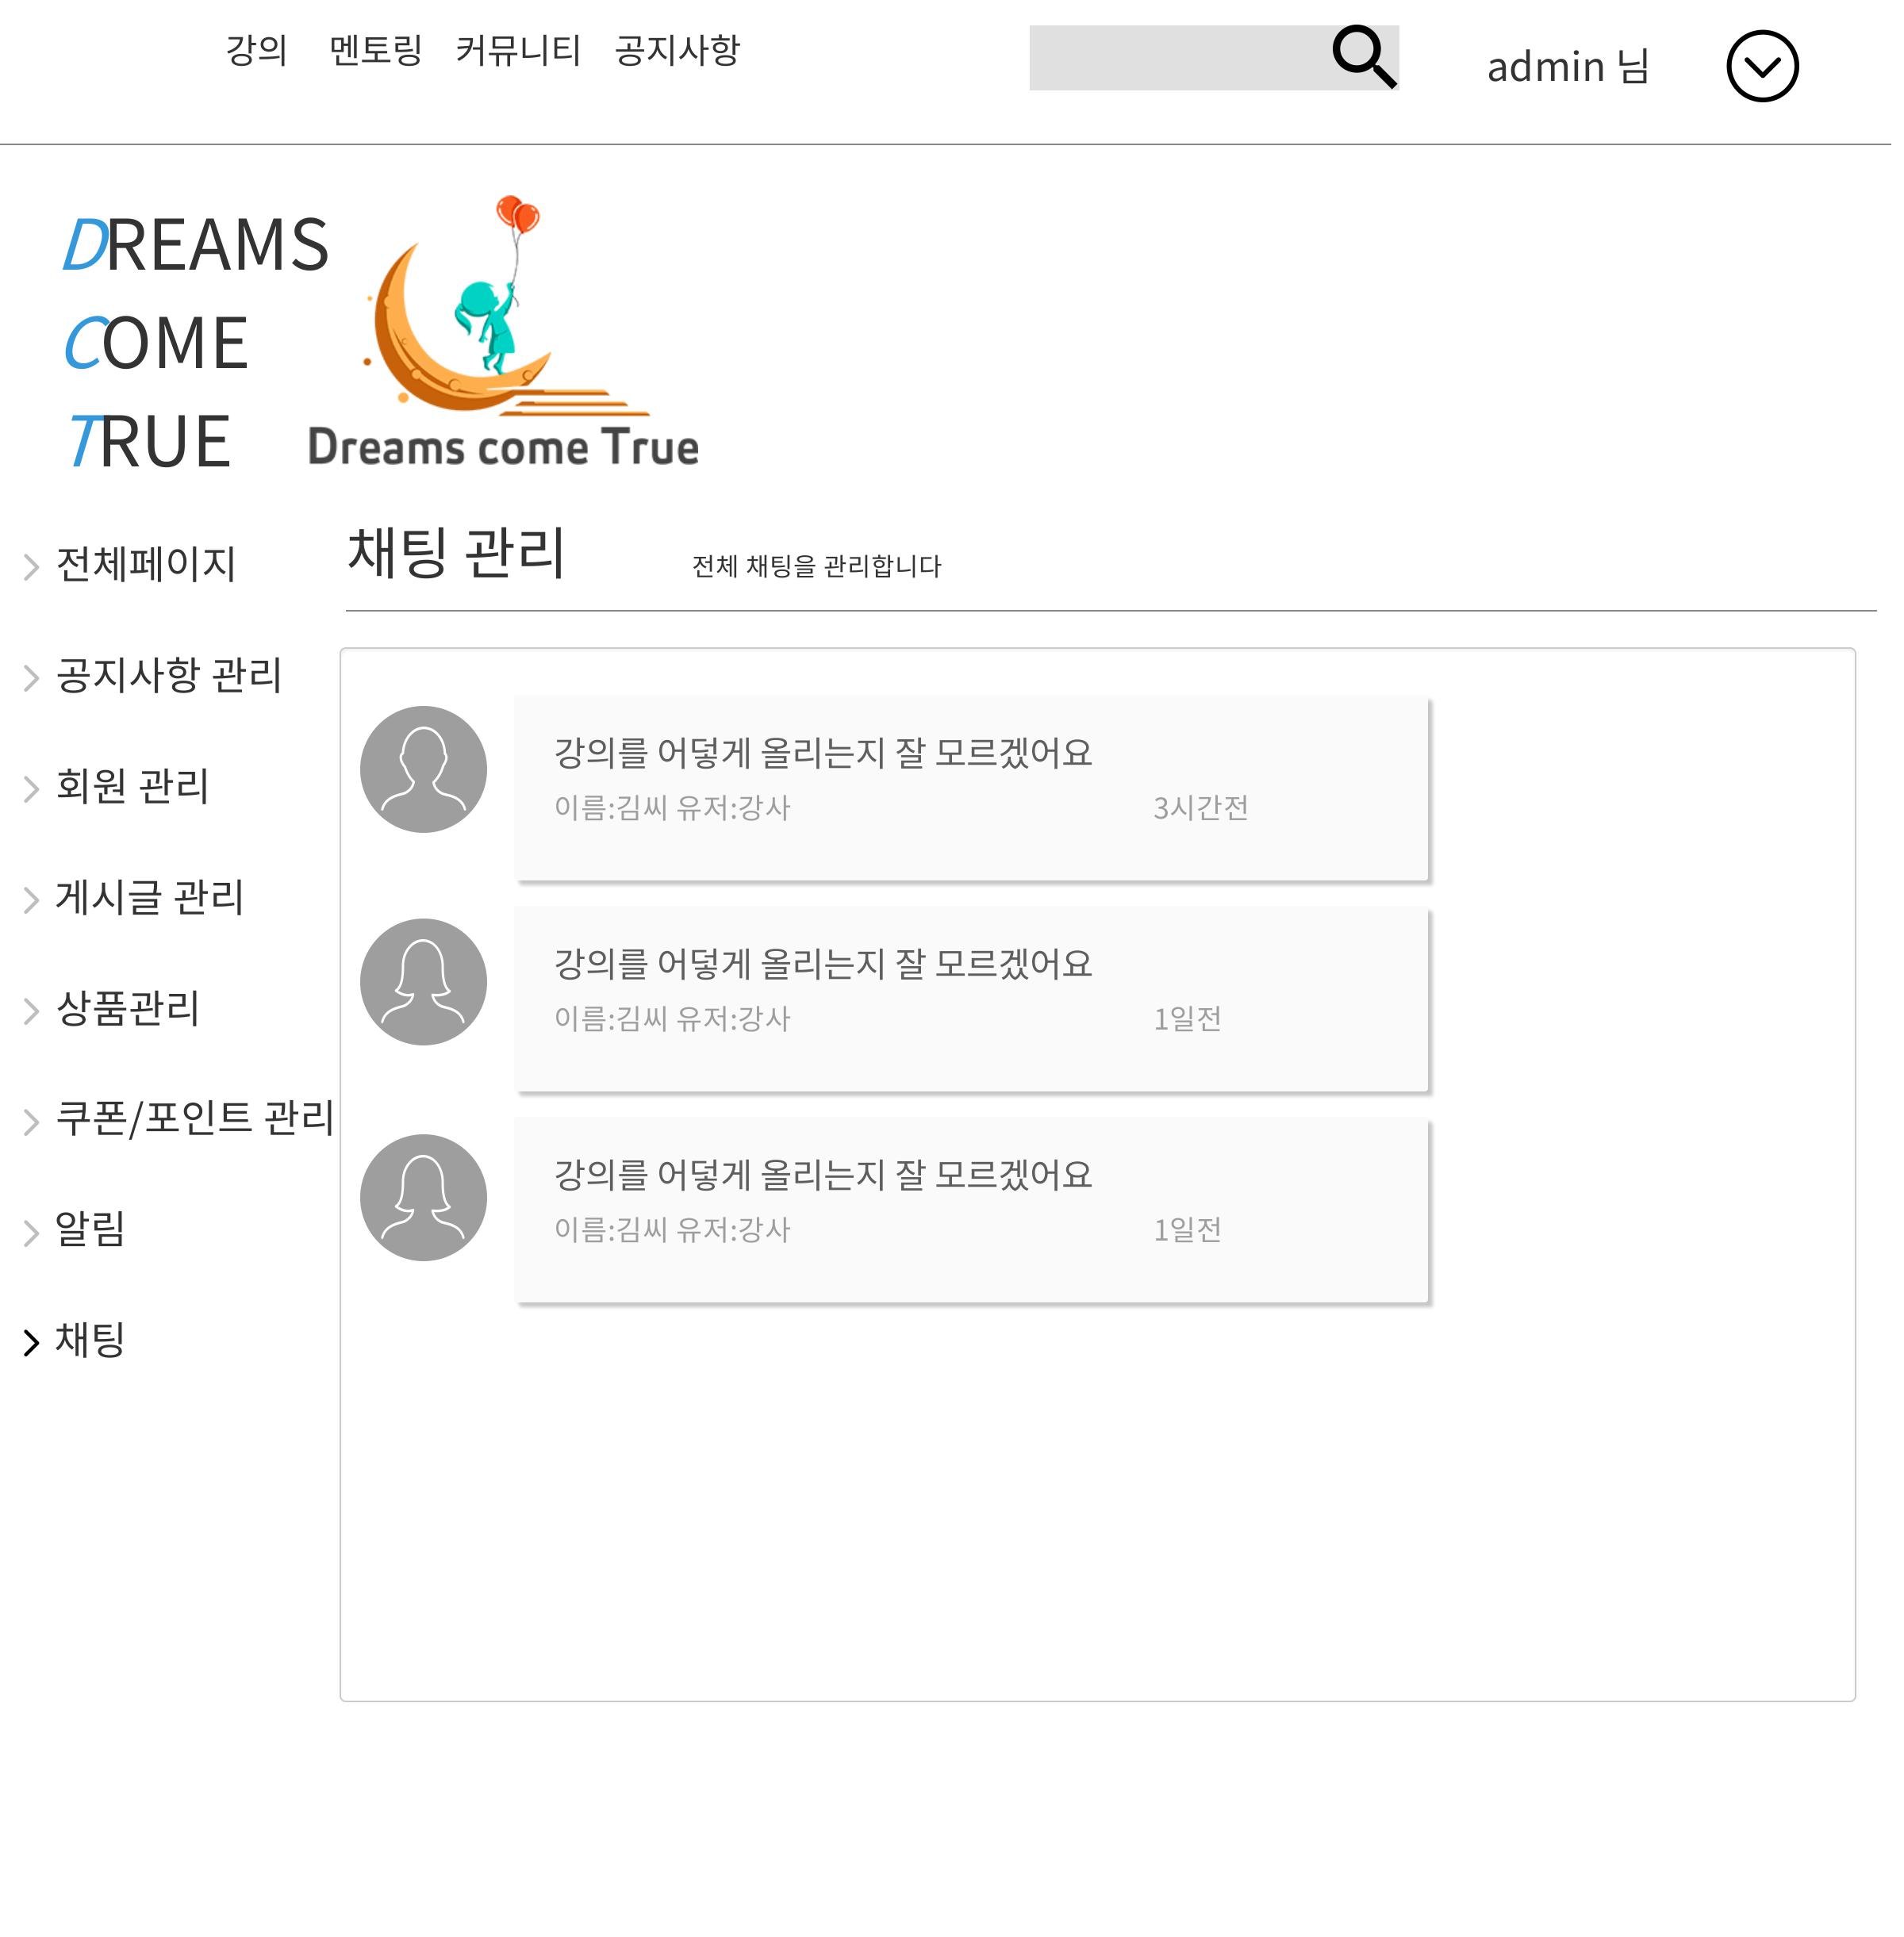 강의 멘토링 커뮤니티 공지사항
admin 님
DREAMS
COME
TRUE
Dreams come True
전체페이지
공지사항 관리
회원 관리
게시글 관리
상품관리
쿠폰/포인트 관리
알림
채팅
채팅 관리 전체 채팅을 관리합니다
강의를 어떻게 올리는지 잘 모르겠어요
이름:김씨 유저:강사 3시간전
강의를 어떻게 올리는지 잘 모르겠어요
이름:김씨 유저:강사 1일전
강의를 어떻게 올리는지 잘 모르겠어요
이름:김씨 유저:강사 1일전